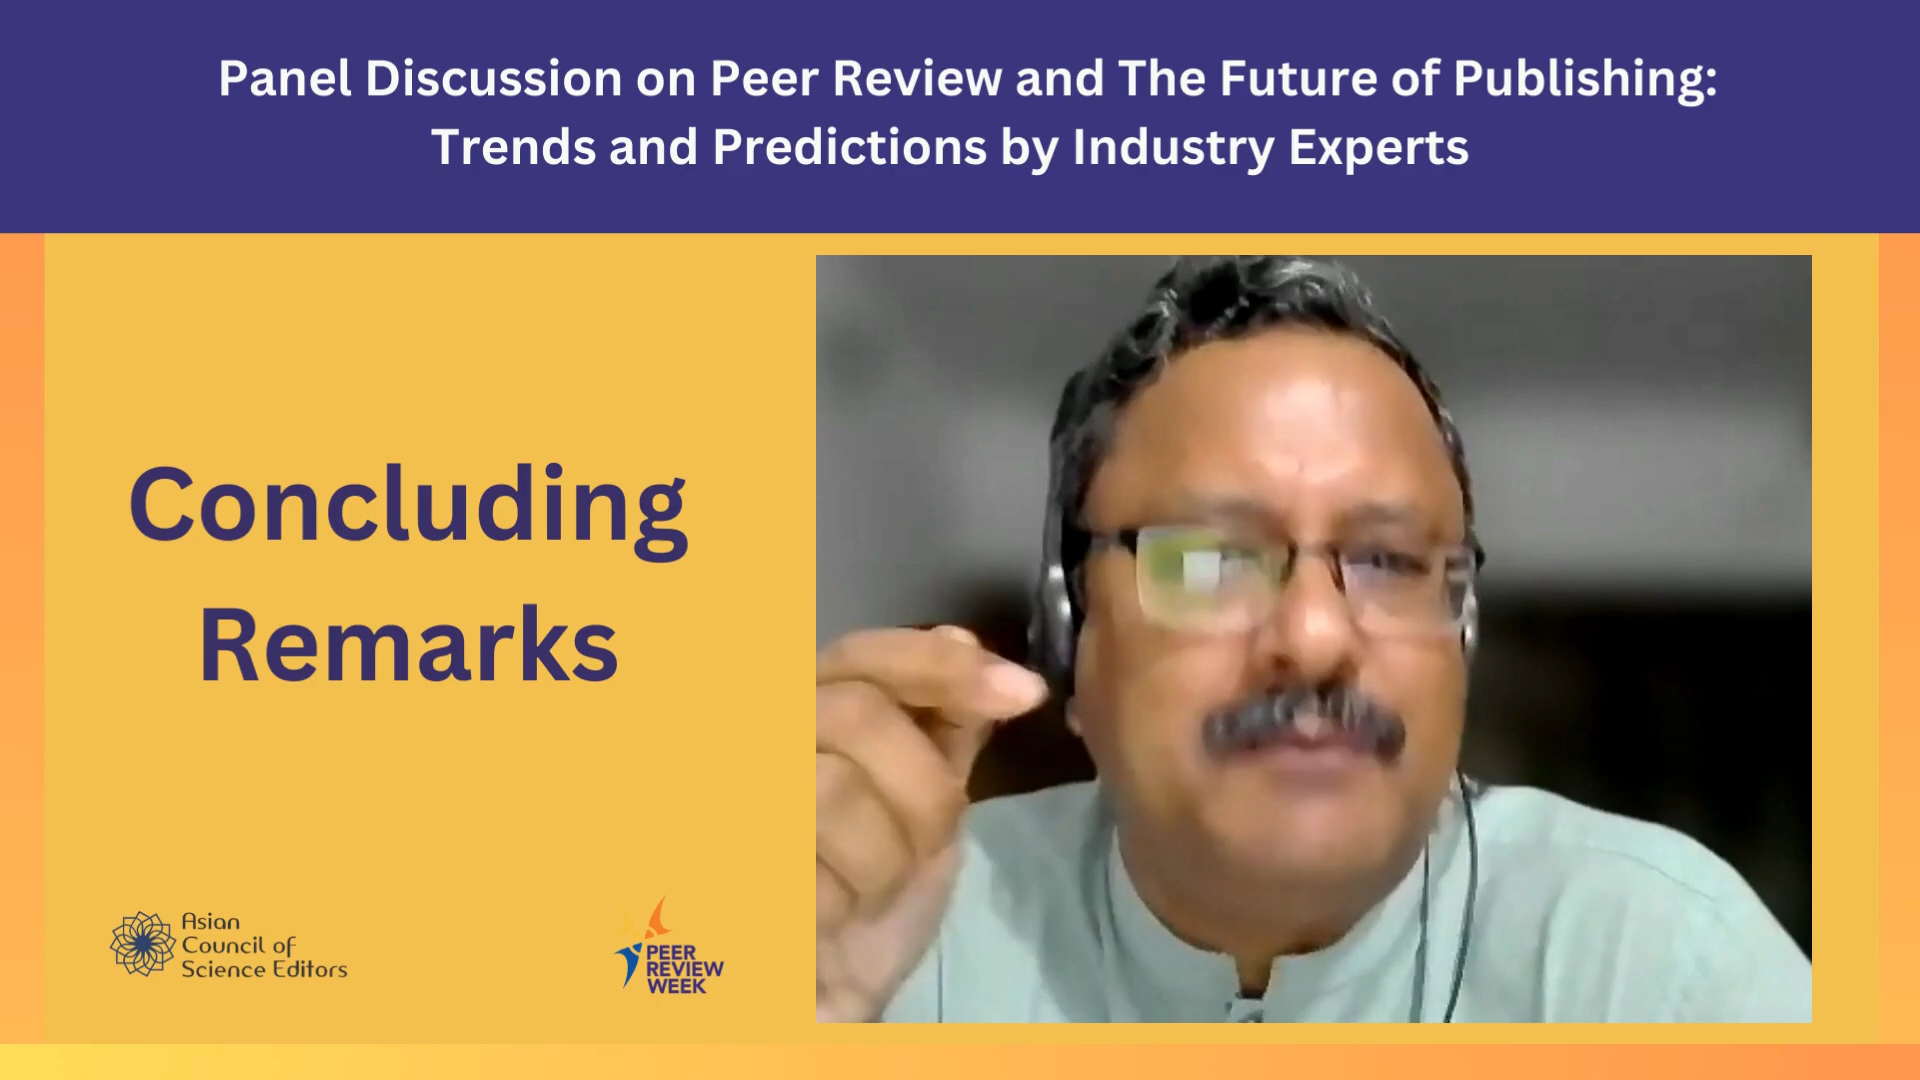 Panel Discussion on Peer Review and The Future of Publishing:
Trends and Predictions by Industry Experts
Concluding
Remarks
Asian
Council of
Science Editors
PEER
REVIEW
WEEK